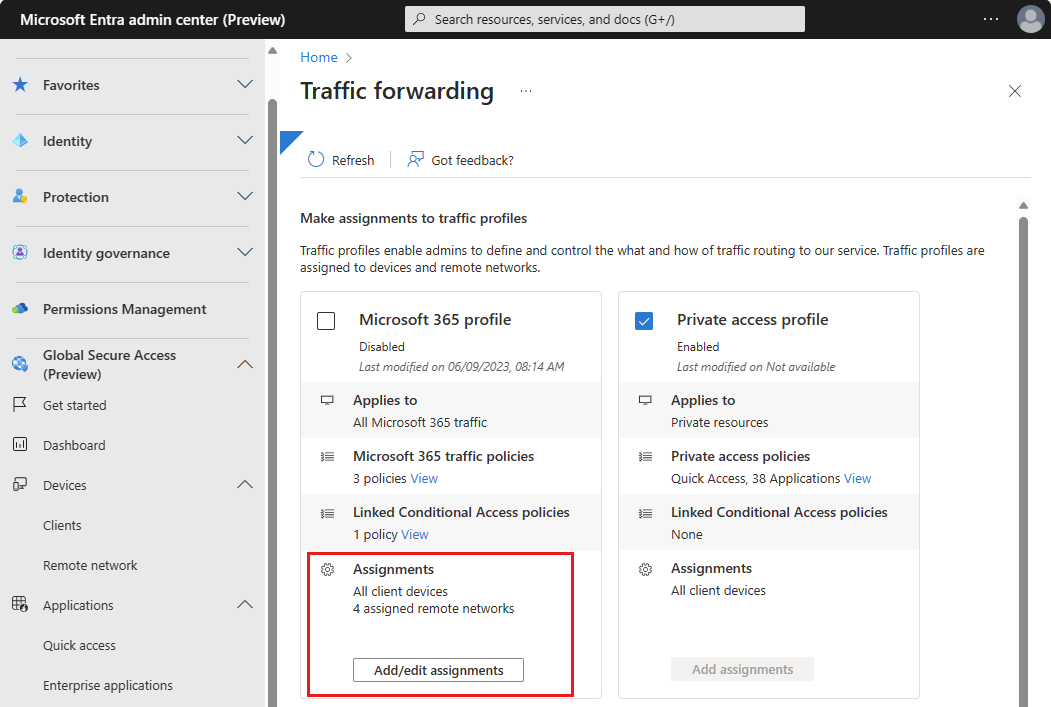 Microsoft Entra admin center (Preview)
Search resources, services, and docs (G+/)
Favorites
Identity
Protection
Identity governance
Permissions Management
Global Secure Access
(Preview)
Get started
Dashboard
Devices
Clients
Remote network
Applications
Quick access
Enterprise applications
Home
Traffic forwarding
Refresh
Got feedback?
Make assignments to traffic profiles
Traffic profiles enable admins to define and control the what and how of traffic routing to our service. Traffic profiles are
assigned to devices and remote networks.
Microsoft 365 profile
Disabled
Last modified on 06/09/2023, 08:14 AM
Applies to
All Microsoft 365 traffic
Microsoft 365 traffic policies
3 policies View
Linked Conditional Access policies
1 policy View
Assignments
All client devices
4 assigned remote networks
Add/edit assignments
Private access profile
Enabled
Last modified on Not available
Applies to
Private resources
Private access policies
Quick Access, 38 Applications View
Linked Conditional Access policies
None
Assignments
All client devices
Add assignments